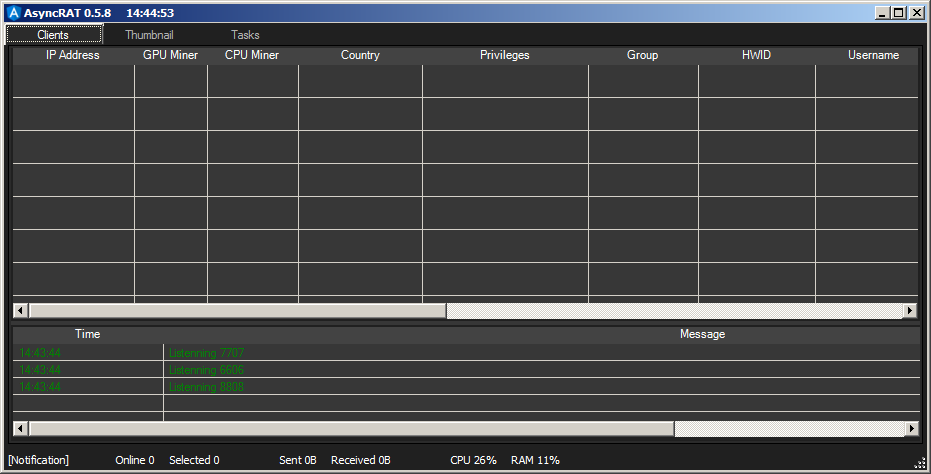 AsyncRAT 0.5.8 14:44:53
Clients Thumbnail Tasks
IP Address GPU Miner CPU Miner Country Privileges Group HWID Username
Time Message
14:43:44 Listenning 7707
14:43:44 Listenning 6606
14:43:44 Listenning 8808
[Notification] Online 0 Selected 0 Sent 0B Received 0B CPU 26% RAM 11%